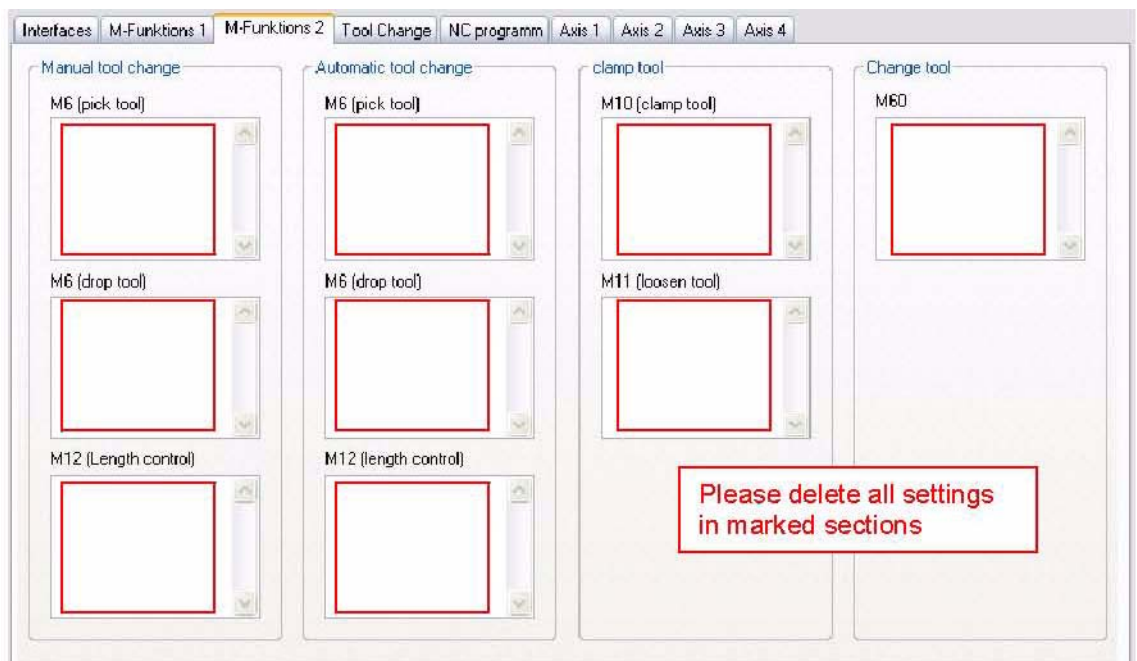 Interfaces M-Funktions 1 M-Funktions 2 Tool Change NC programm Axis 1 Axis 2 Axis 3 Axis 4
Manual tool change
M6 (pick tool)
M6 (drop tool)
M12 (Length control)
Automatic tool change
M6 (pick tool)
M6 (drop tool)
M12 (length control)
clamp tool
M10 (clamp tool)
M11 (loosen tool)
Change tool
M60
Please delete all settings
in marked sections